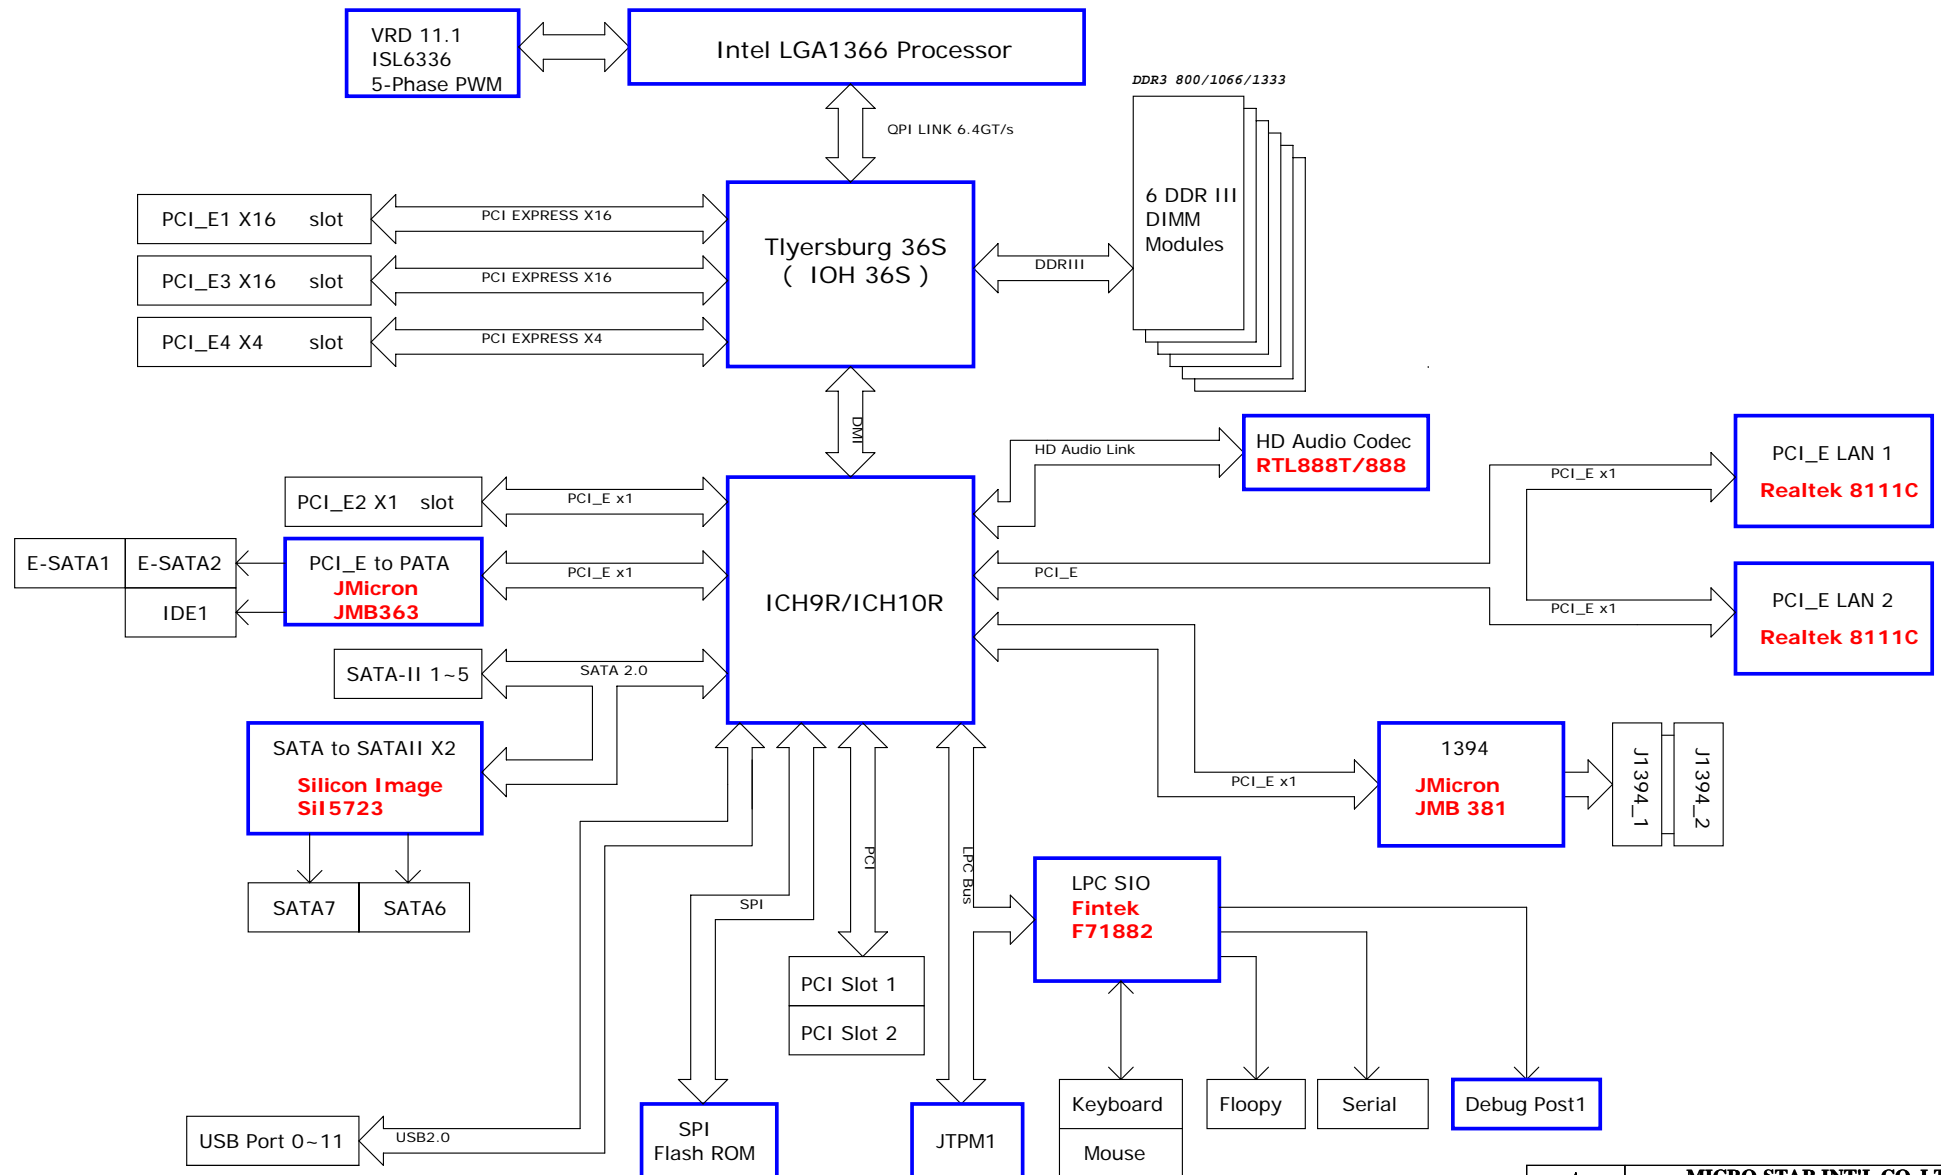 VRD 11.1
ISL6336
5-Phase PWM
Intel LGA1366 Processor
DDR3 800/1066/1333
QPI LINK 6.4GT/s
PCI_E1 X16 slot
PCI EXPRESS X16
PCI_E3 X16 slot
PCI EXPRESS X16
PCI_E4 X4 slot
PCI EXPRESS X4
Tlyersburg 36S
( IOH 36S )
DDRIII
6 DDR III
DIMM
Modules
DMI
HD Audio Link
HD Audio Codec
RTL888T/888
PCI_E x1
PCI_E LAN 1
Realtek 8111C
PCI_E2 X1 slot
PCI_E x1
E-SATA1
E-SATA2
IDE1
PCI_E to PATA
JMicron
JMB363
PCI_E x1
ICH9R/ICH10R
PCI_E
PCI_E x1
PCI_E LAN 2
Realtek 8111C
SATA-II 1~5
SATA 2.0
SATA to SATAII X2
Silicon Image
SiI5723
SATA7
SATA6
PCI_E x1
1394
JMicron
JMB 381
J1394_1
J1394_2
SPI
PCI
LPC Bus
LPC SIO
Fintek
F71882
PCI Slot 1
PCI Slot 2
USB Port 0~11
USB2.0
SPI
Flash ROM
JTPM1
Keyboard
Mouse
Floopy
Serial
Debug Post1
MICRO-STAR INT'L CO.,LT